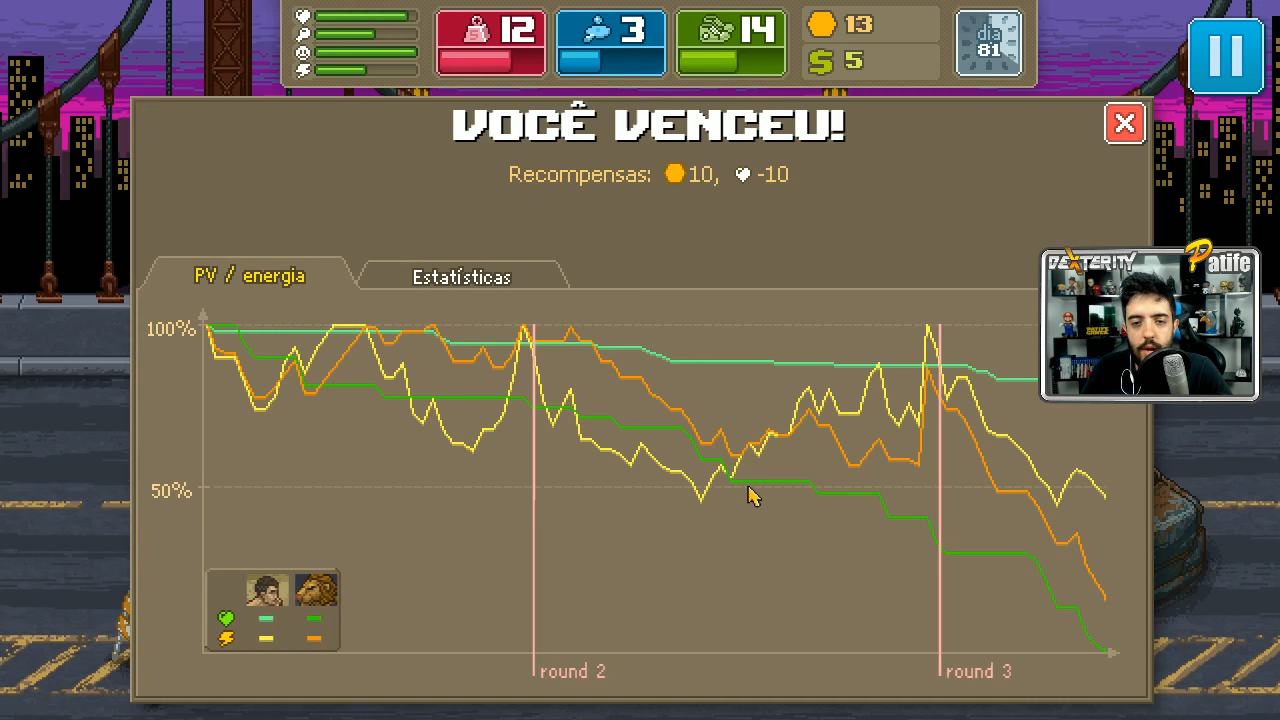 12
3
14
13
5
dia
81
VOCÊ VENCEU!
Recompensas: 10, -10
PV / energia
Estatísticas
DEXTERITY
Patife
100%
50%
round 2
round 3